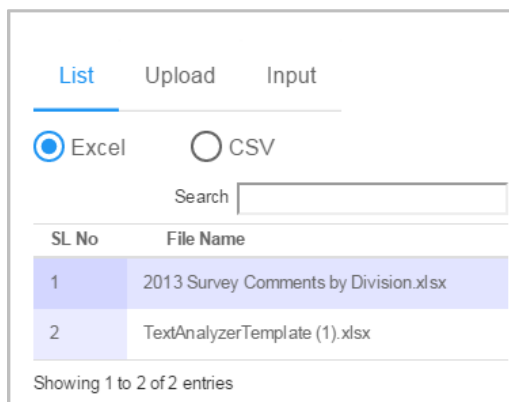 List Upload Input
Excel CSV
Search
SL No File Name
1 2013 Survey Comments by Division.xlsx
2 TextAnalyzerTemplate (1).xlsx
Showing 1 to 2 of 2 entries